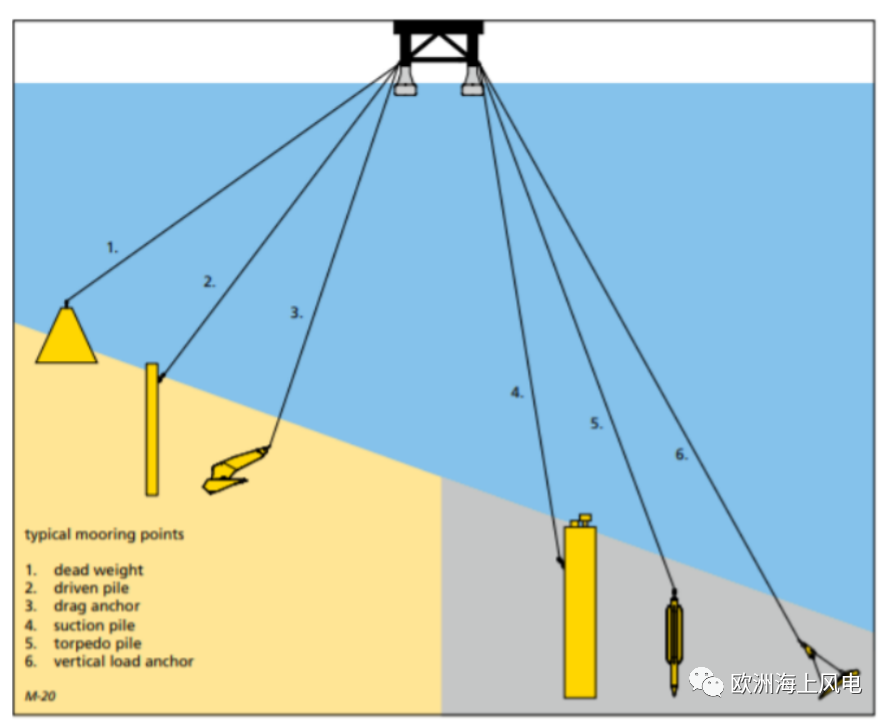 1.
2.
3.
4.
5.
6.
typical mooring points
1. dead weight
2. driven pile
3. drag anchor
4. suction pile
5. torpedo pile
6. vertical load anchor
M-20
欧洲海上风电